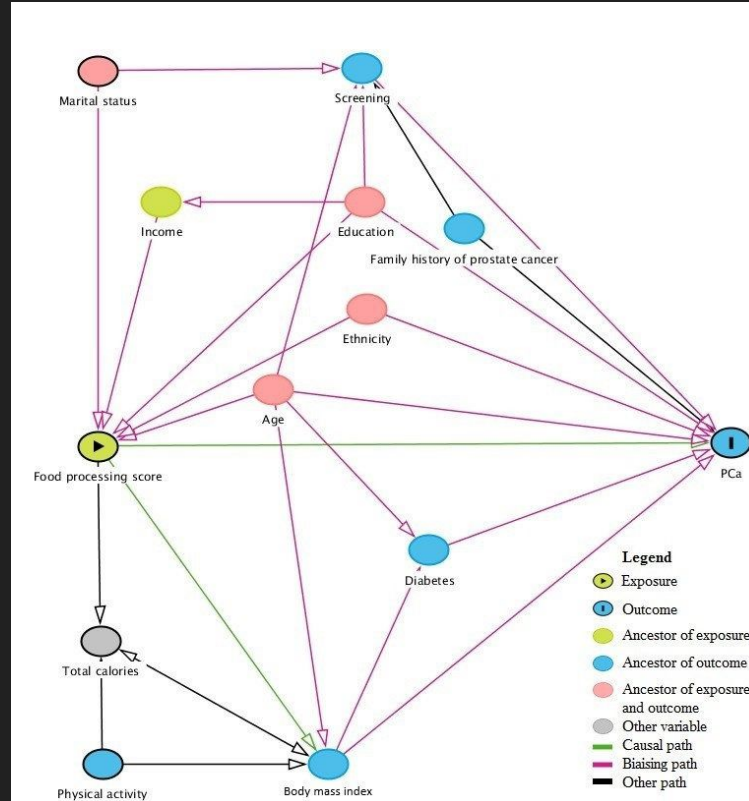 Marital status
Screening
Income
Education
Family history of prostate cancer
Ethnicity
Age
Food processing score
PCa
Diabetes
Total calories
Physical activity
Body mass index
Legend
Exposure
Outcome
Ancestor of exposure
Ancestor of outcome
Ancestor of exposure
and outcome
Other variable
Causal path
Biaising path
Other path